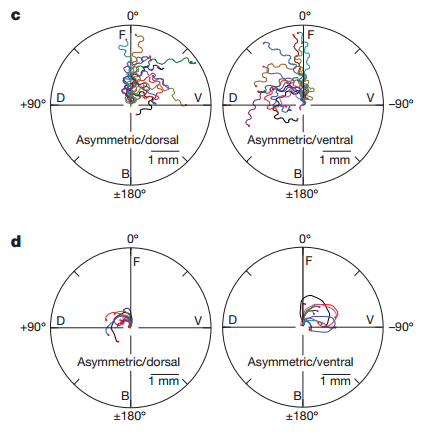 c
0° 0°
F F
+90° D V D V −90°
Asymmetric/dorsal Asymmetric/ventral
1 mm 1 mm
B B
±180° ±180°
d
0° 0°
F F
+90° D V D V −90°
Asymmetric/dorsal Asymmetric/ventral
1 mm 1 mm
B B
±180° ±180°